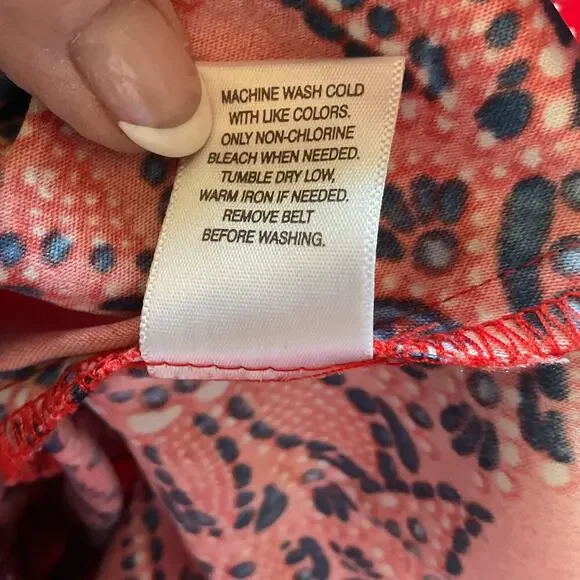 MACHINE WASH COLD
WITH LIKE COLORS.
ONLY NON-CHLORINE
BLEACH WHEN NEEDED.
TUMBLE DRY LOW,
WARM IRON IF NEEDED.
REMOVE BELT
BEFORE WASHING.